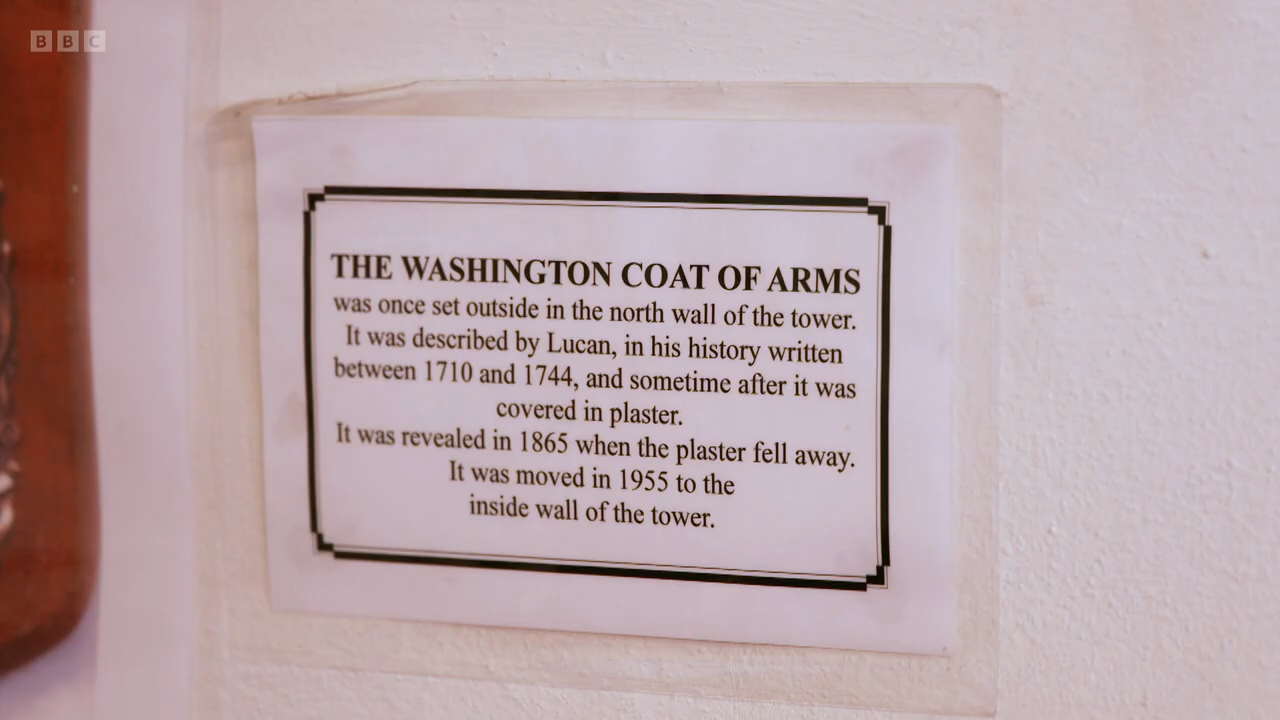 BBC
THE WASHINGTON COAT OF ARMS
was once set outside in the north wall of the tower.
It was described by Lucan, in his history written
between 1710 and 1744, and sometime after it was
covered in plaster.
It was revealed in 1865 when the plaster fell away.
It was moved in 1955 to the
inside wall of the tower.